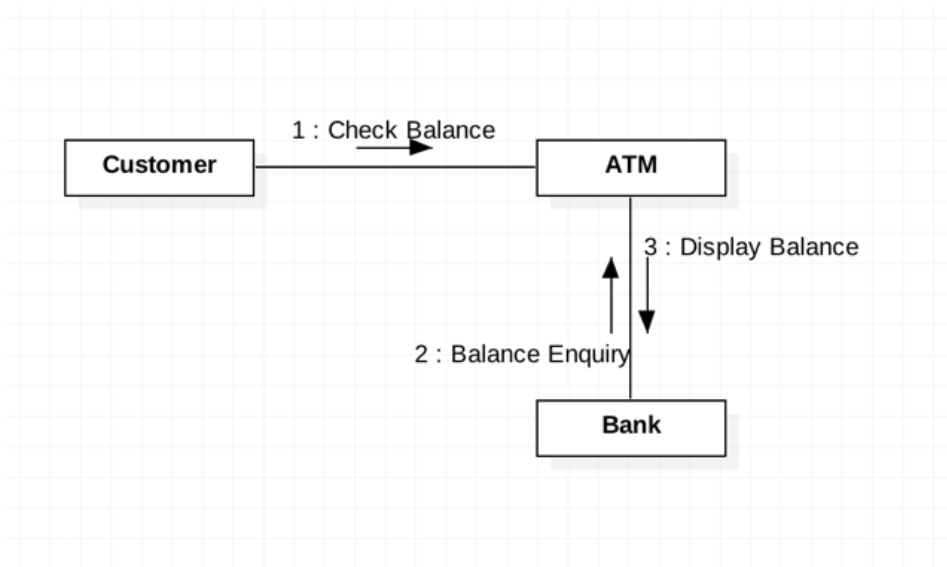 1 : Check Balance
Customer
ATM
3 : Display Balance
2 : Balance Enquiry
Bank